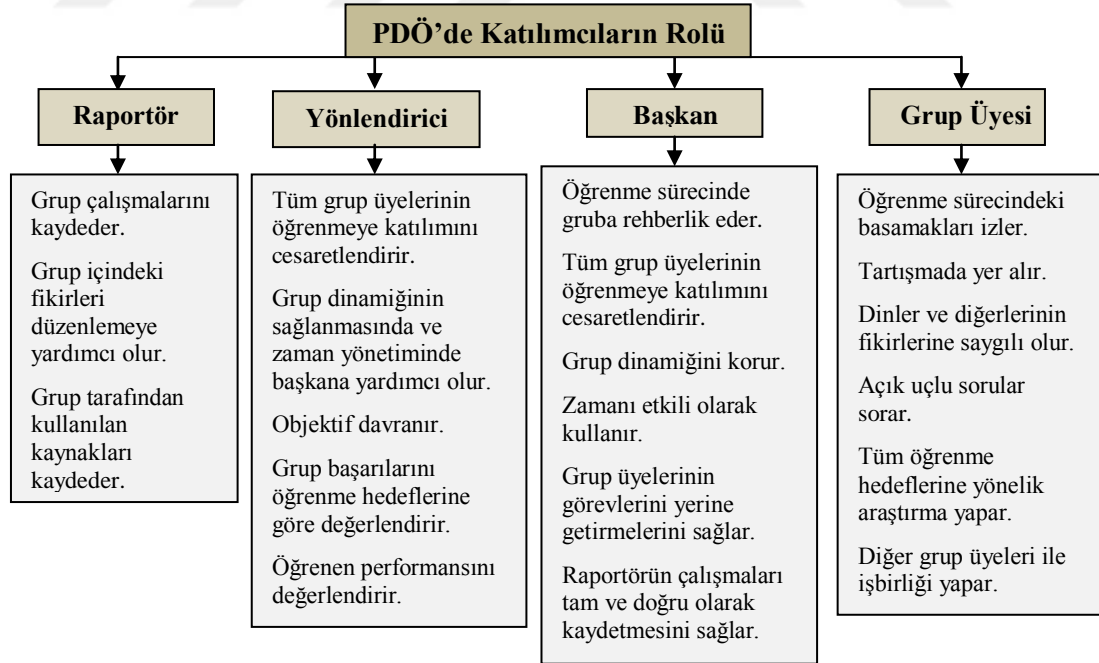 PDÖ’de Katılımcıların Rolü
Raportör
Grup çalışmalarını
kaydeder.
Grup içindeki
fikirleri
düzenlemeye
yardımcı olur.
Grup tarafından
kullanılan
kaynakları
kaydeder.
Yönlendirici
Tüm grup üyelerinin
öğrenmeye katılımını
cesaretlendirir.
Grup dinamiğinin
sağlanmasında ve
zaman yönetiminde
başkana yardımcı olur.
Objektif davranır.
Grup başarılarını
öğrenme hedeflerine
göre değerlendirir.
Öğrenen performansını
değerlendirir.
Başkan
Öğrenme sürecinde
gruba rehberlik eder.
Tüm grup üyelerinin
öğrenmeye katılımını
cesaretlendirir.
Grup dinamiğini korur.
Zamanı etkili olarak
kullanır.
Grup üyelerinin
görevlerini yerine
getirmelerini sağlar.
Raportörün çalışmaları
tam ve doğru olarak
kaydetmesini sağlar.
Grup Üyesi
Öğrenme sürecindeki
basamakları izler.
Tartışmada yer alır.
Dinler ve diğerlerinin
fikirlerine saygılı olur.
Açık uçlu sorular
sorar.
Tüm öğrenme
hedeflerine yönelik
araştırma yapar.
Diğer grup üyeleri ile
işbirliği yapar.